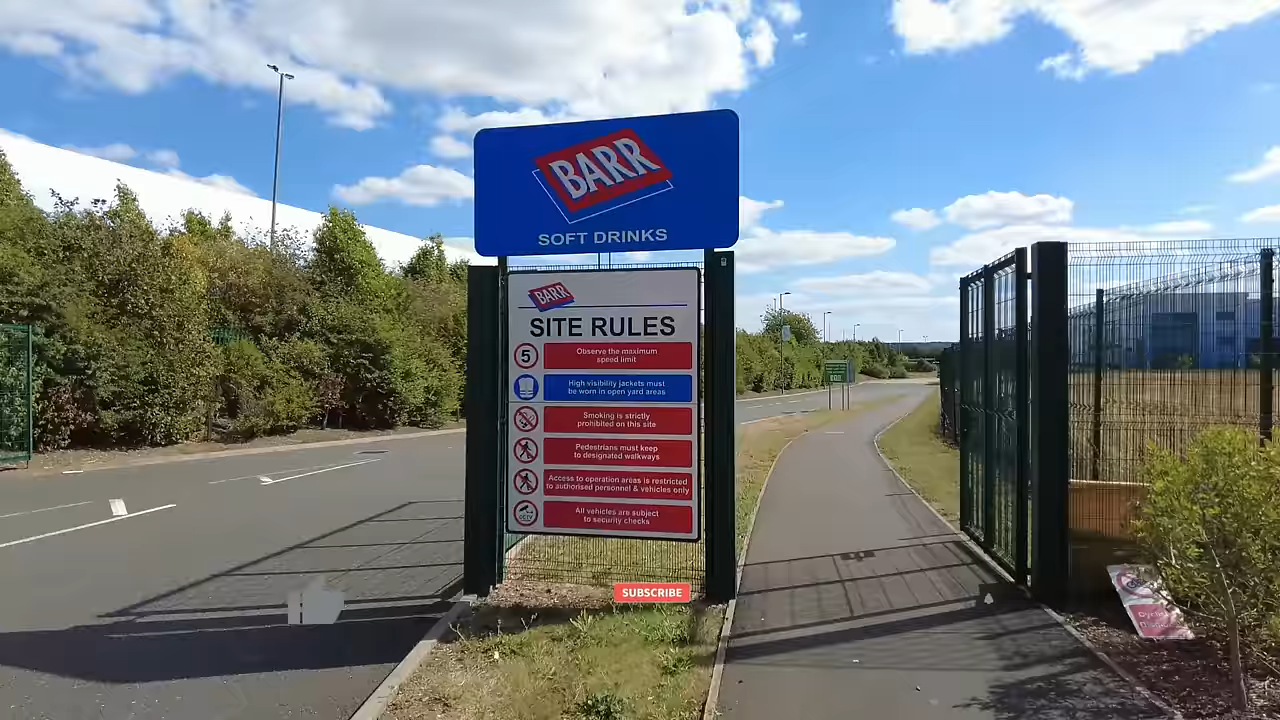 BARR
SOFT DRINKS
BARR
SITE RULES
5
Observe the maximum
speed limit
High visibility jackets must
be worn in open yard areas
Smoking is strictly
prohibited on this site
Pedestrians must keep
to designated walkways
Access to operation areas is restricted
to authorised personnel & vehicles only
CCTV
All vehicles are subject
to security checks
SUBSCRIBE